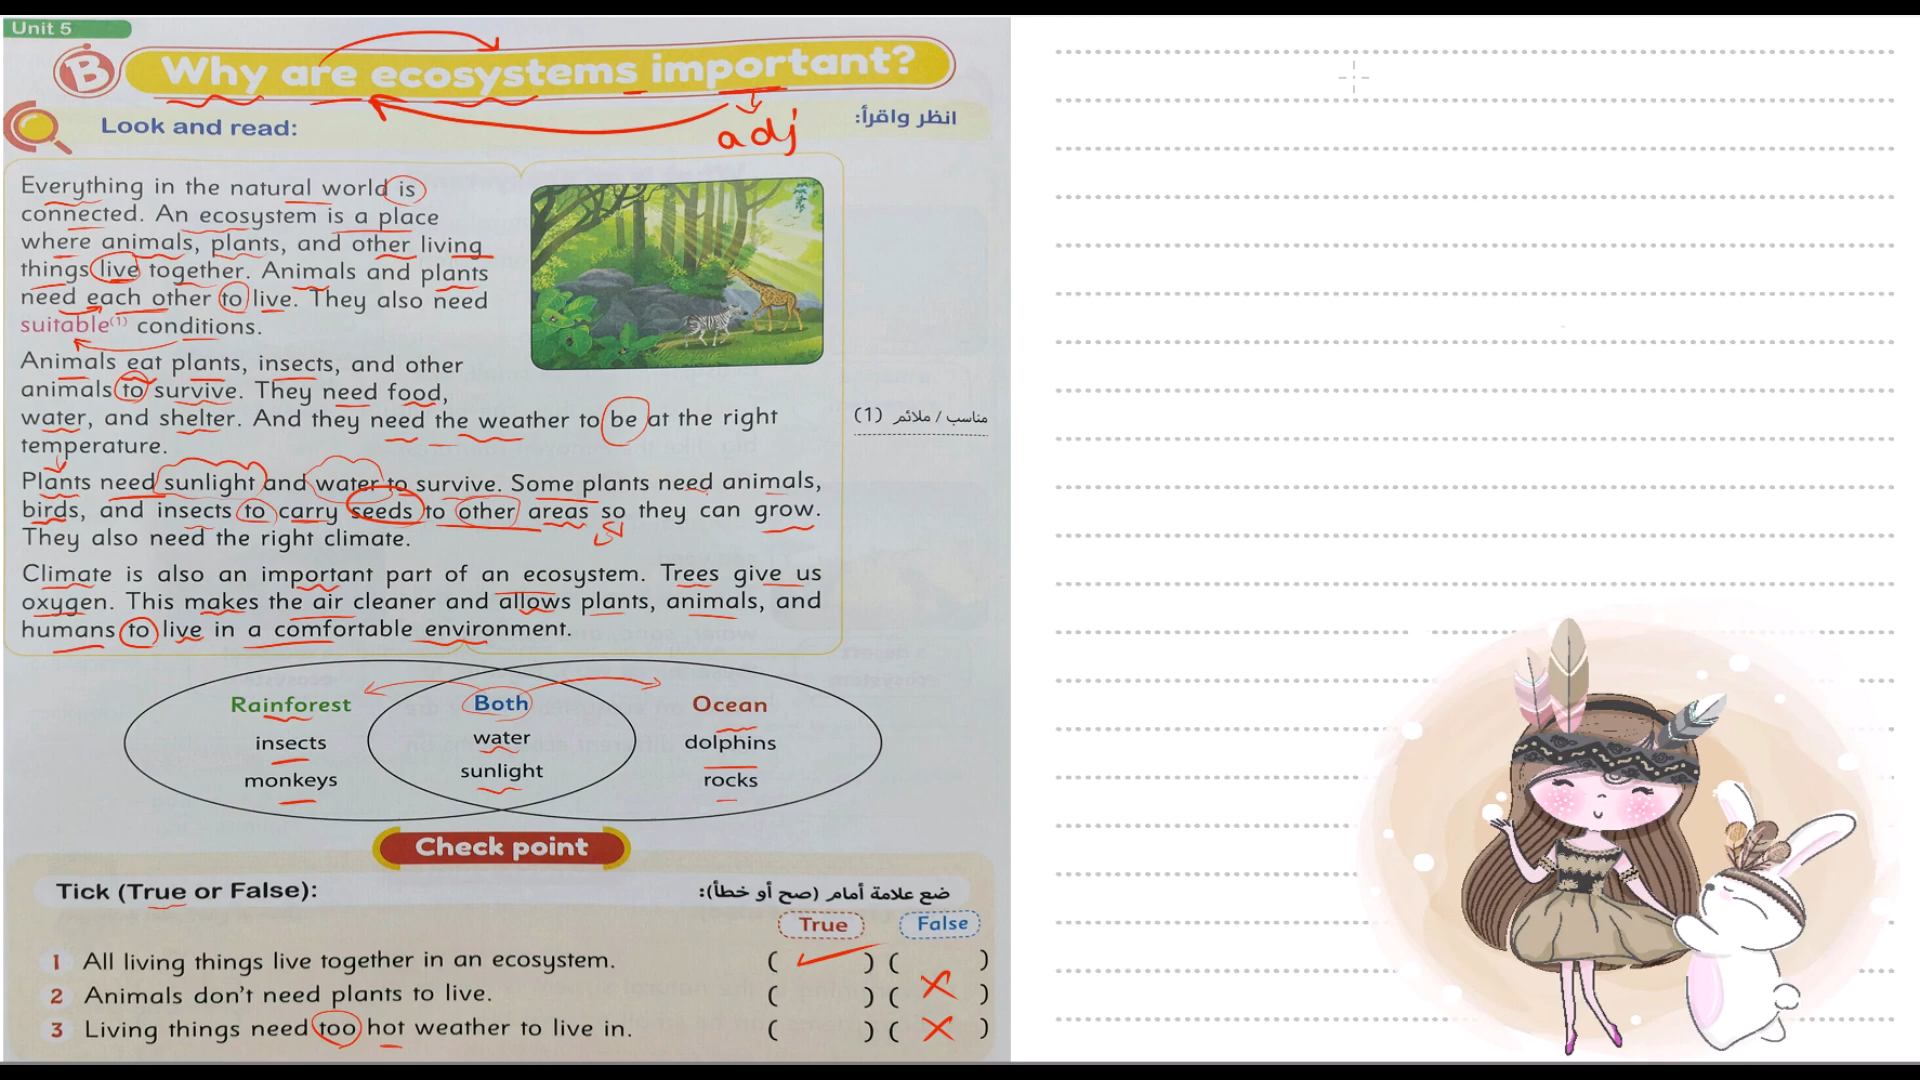 Unit 5
B Why are ecosystems important?
adj
Look and read:
انظر واقرأ:
Everything in the natural world is
connected. An ecosystem is a place
where animals, plants, and other living
things live together. Animals and plants
need each other to live. They also need
suitable(1) conditions.
Animals eat plants, insects, and other
animals to survive. They need food,
water, and shelter. And they need the weather to be at the right
temperature.
(1) مناسب / ملائم
Plants need sunlight and water to survive. Some plants need animals,
birds, and insects to carry seeds to other areas so they can grow.
They also need the right climate.
Climate is also an important part of an ecosystem. Trees give us
oxygen. This makes the air cleaner and allows plants, animals, and
humans to live in a comfortable environment.
Rainforest Both Ocean
insects water dolphins
monkeys sunlight rocks
Check point
Tick (True or False):
ضع علامة أمام (صح أو خطأ):
True False
1 All living things live together in an ecosystem. ( ✓ ) ( )
2 Animals don't need plants to live. ( ) ( X )
3 Living things need too hot weather to live in. ( ) ( X )